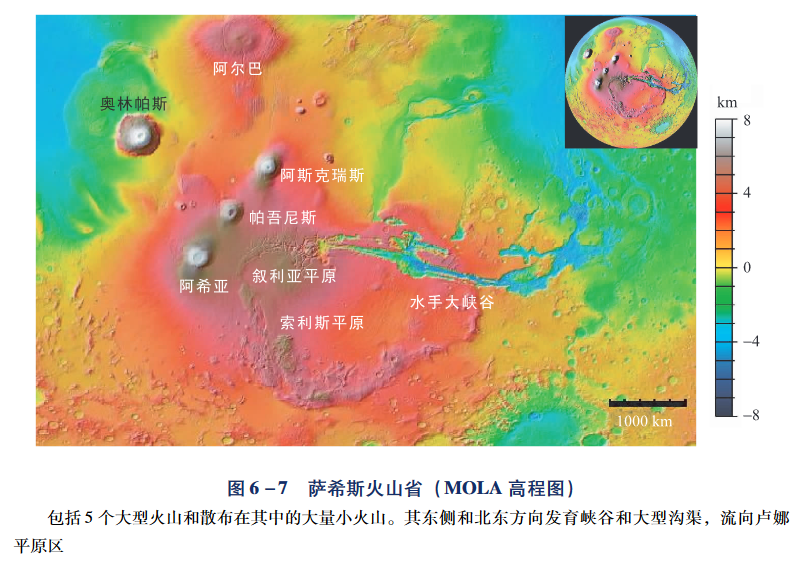 阿尔巴
奥林帕斯
阿斯克瑞斯
帕吾尼斯
阿希亚
叙利亚平原
水手大峡谷
索利斯平原
1000 km
km
8
4
0
−4
−8
图 6－7 萨希斯火山省（MOLA 高程图）
包括 5 个大型火山和散布在其中的大量小火山。其东侧和北东方向发育峡谷和大型沟渠，流向卢娜
平原区